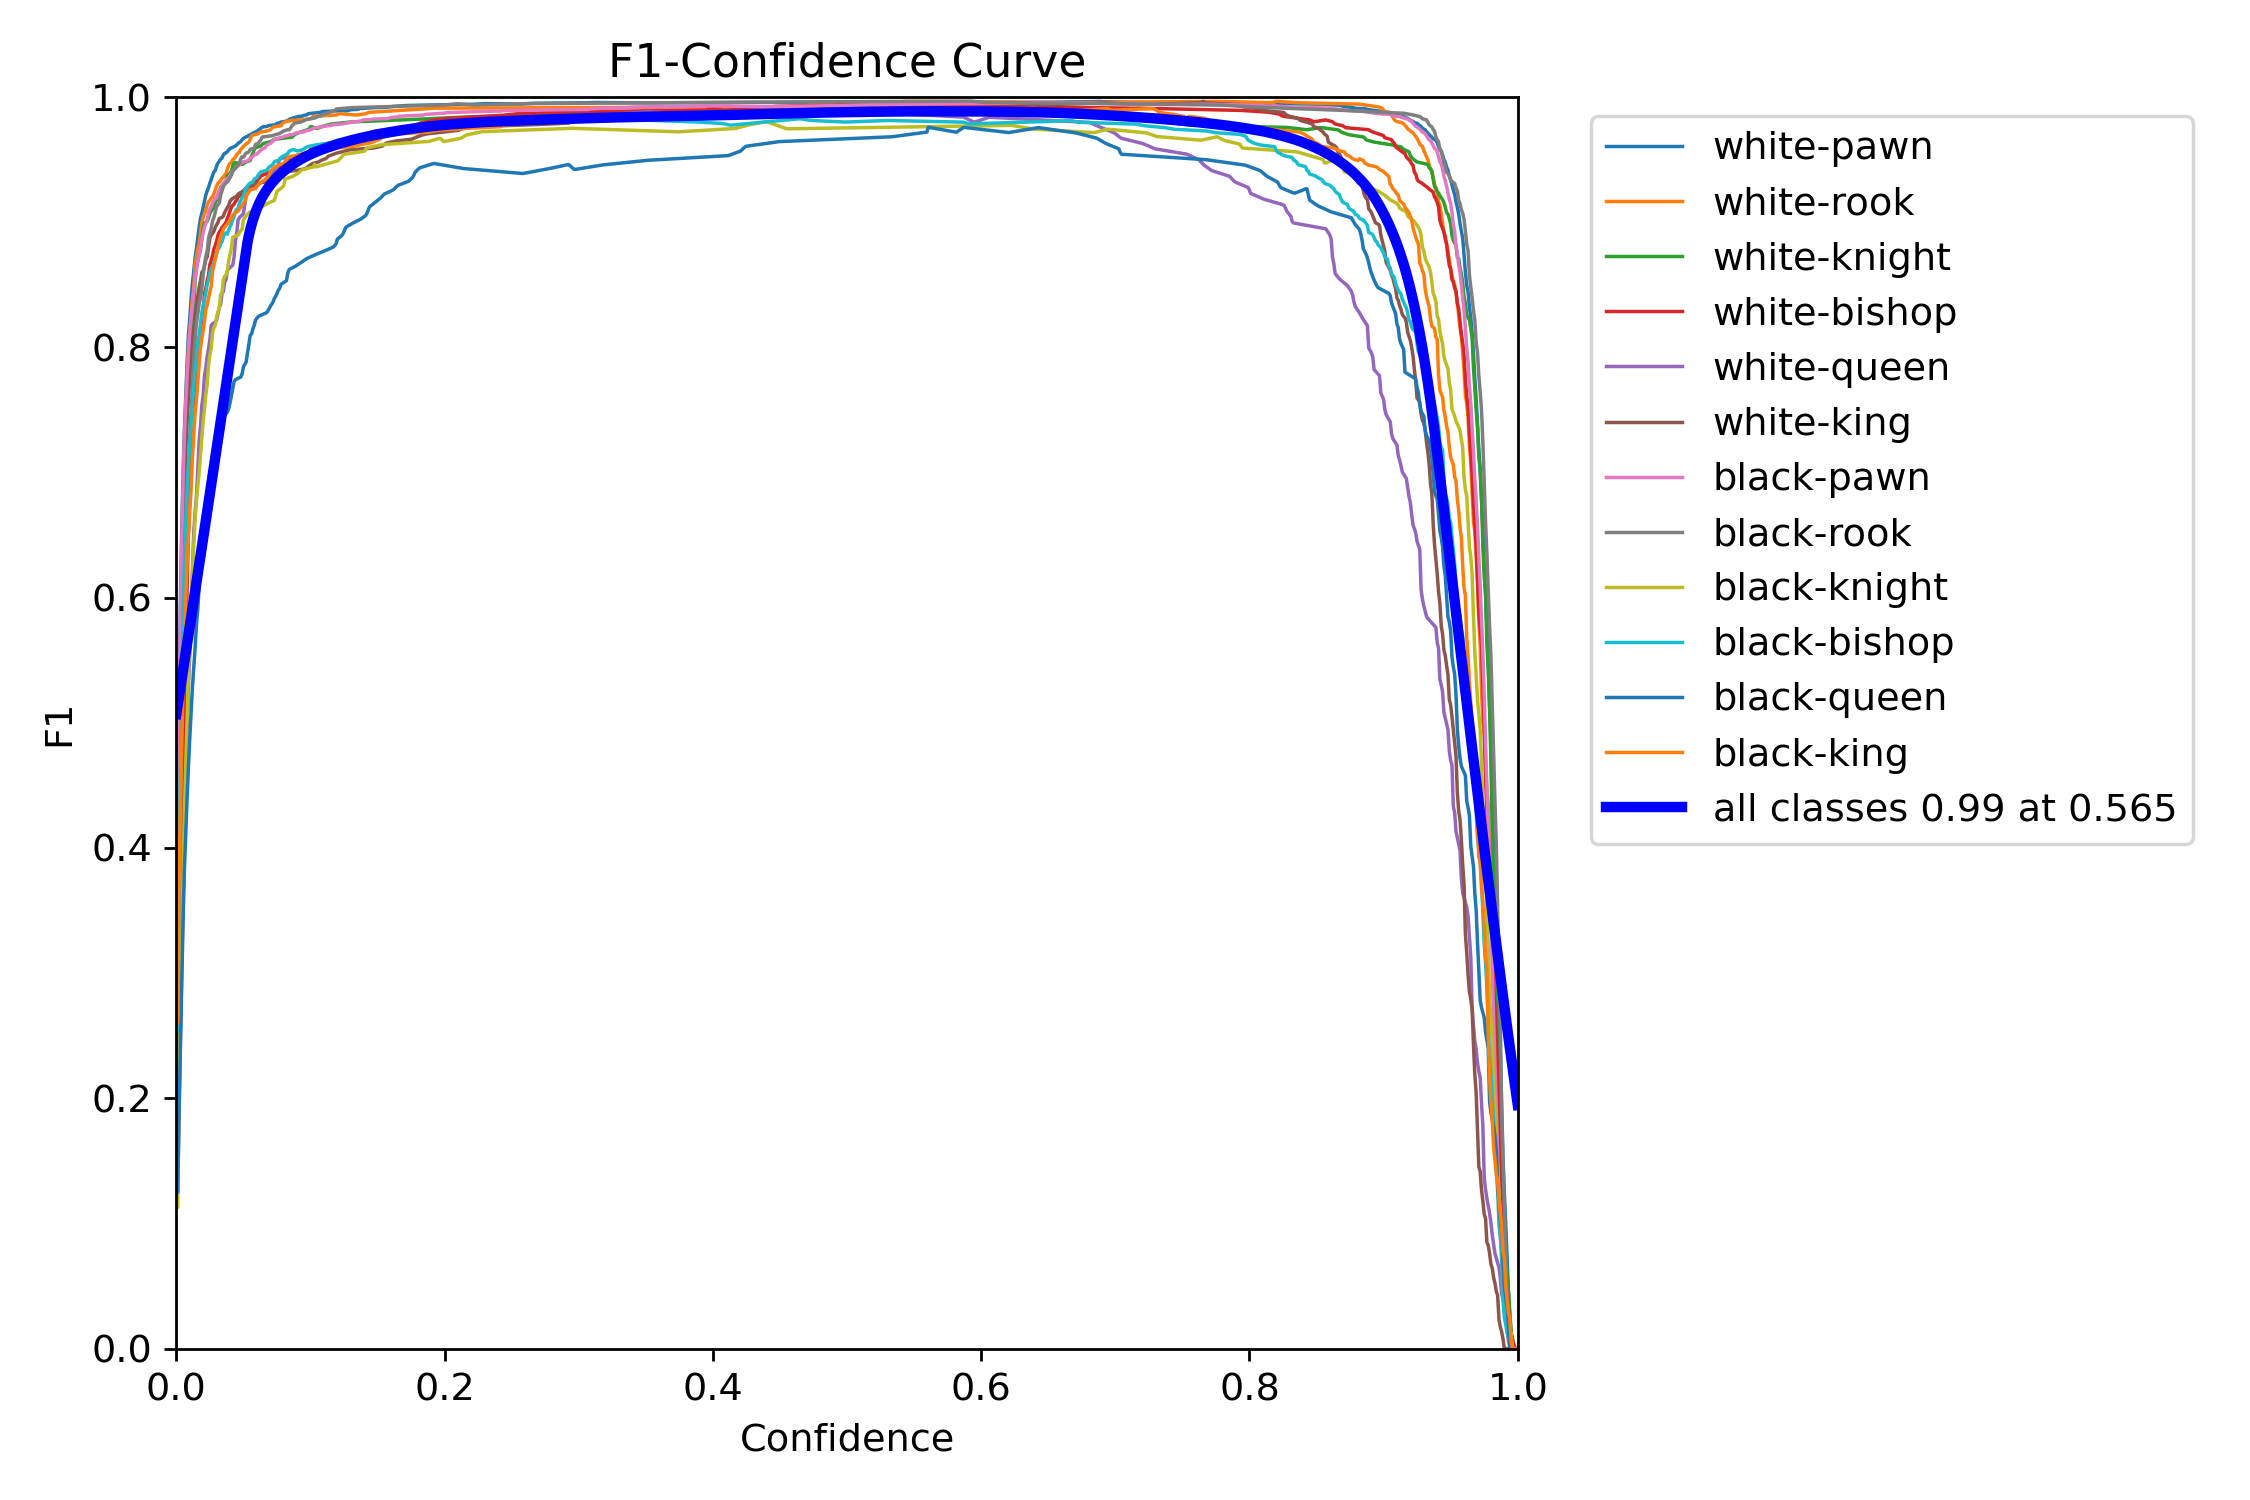 F1-Confidence Curve
1.0
0.8
0.6
0.4
0.2
0.0
F1
0.0 0.2 0.4 0.6 0.8 1.0
Confidence
white-pawn
white-rook
white-knight
white-bishop
white-queen
white-king
black-pawn
black-rook
black-knight
black-bishop
black-queen
black-king
all classes 0.99 at 0.565